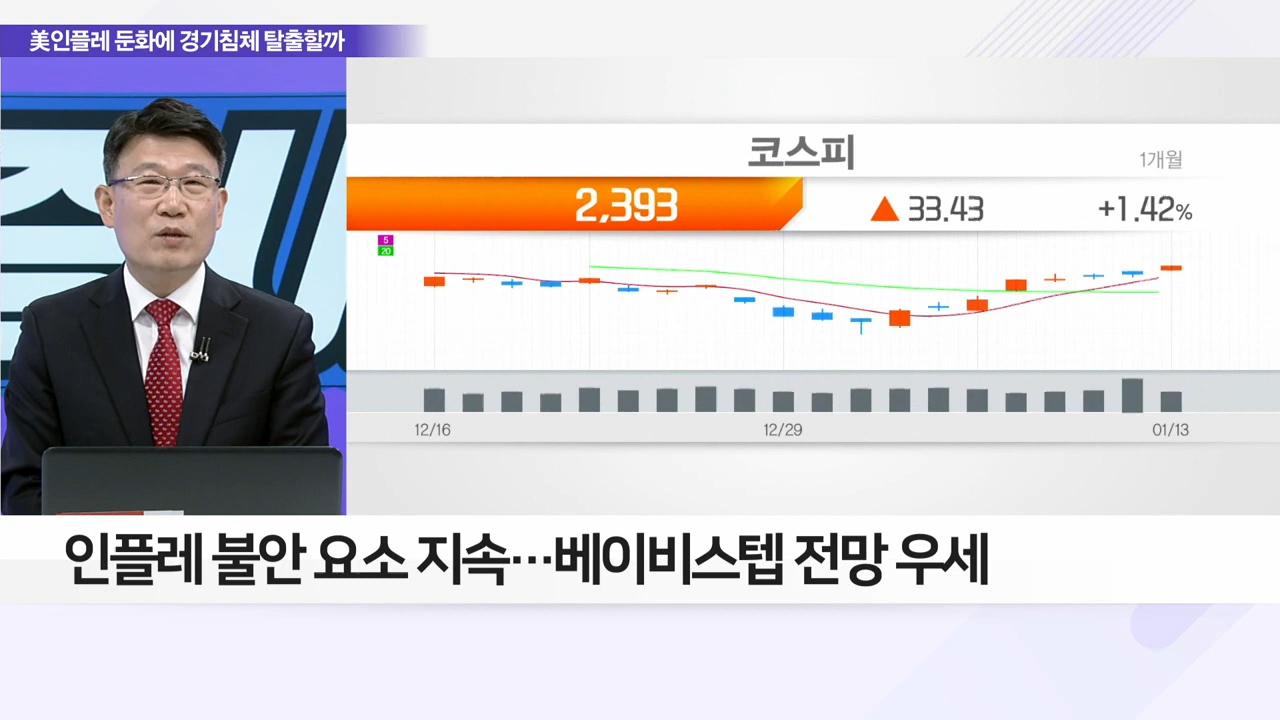 美인플레 둔화에 경기침체 탈출할까
코스피
1개월
2,393 ▲ 33.43 +1.42%
5
20
12/16 12/29 01/13
인플레 불안 요소 지속…베이비스텝 전망 우세